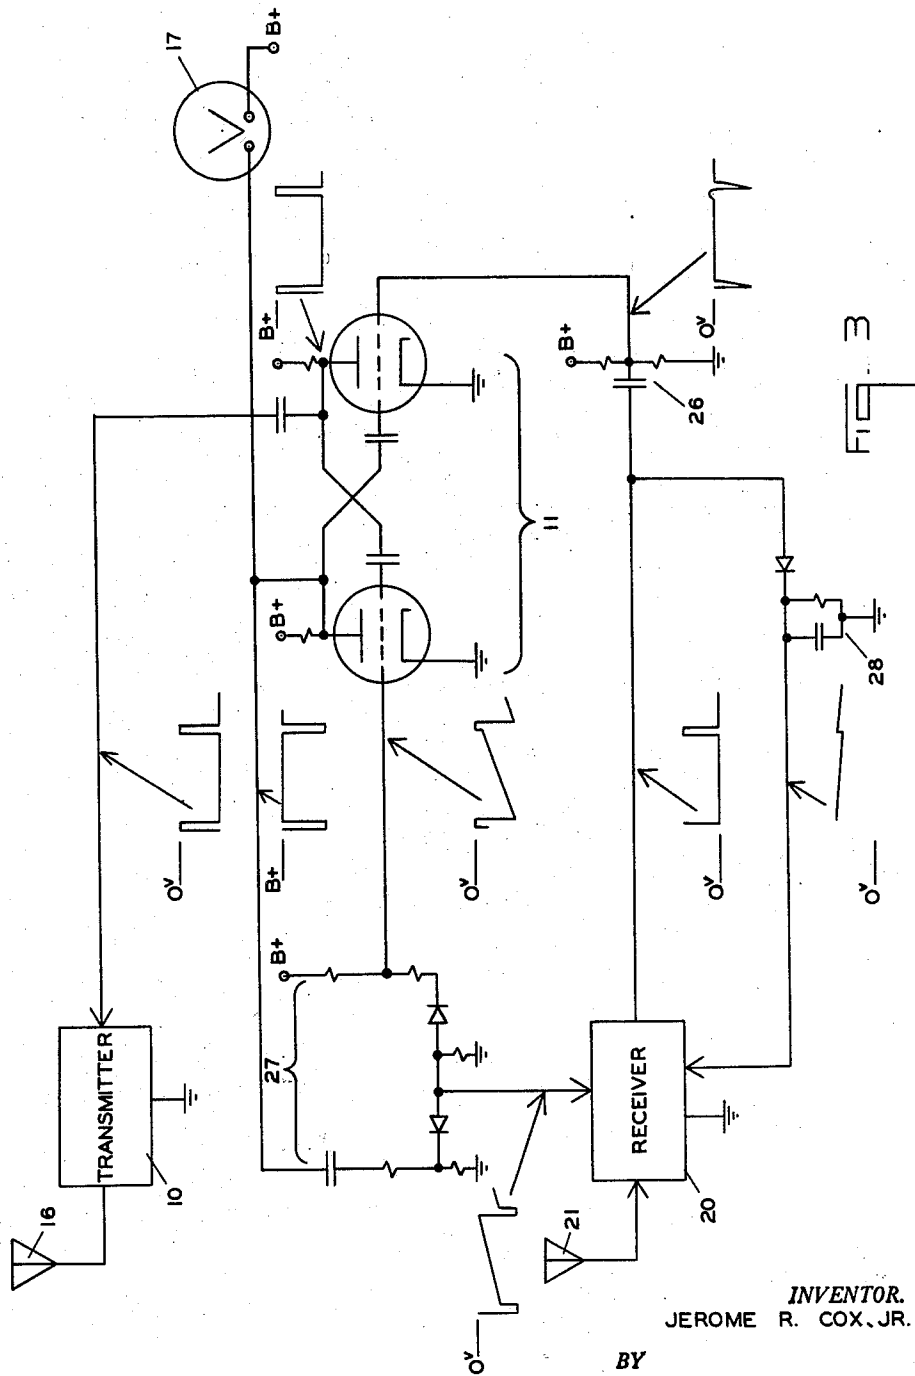 17
B+
B+
B+
B+
11
26
0V
FIG 3
28
0V
B+
0V
0V
0V
B+
27
TRANSMITTER
10
16
RECEIVER
20
21
0V
INVENTOR.
JEROME R. COX, JR.
BY